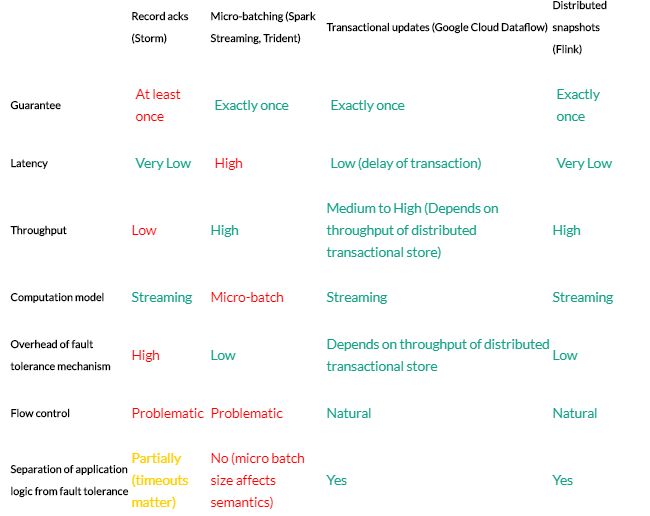 Record acks
(Storm)
Micro-batching (Spark
Streaming, Trident)
Transactional updates (Google Cloud Dataflow)
Distributed
snapshots
(Flink)
Guarantee
At least
once
Exactly once
Exactly once
Exactly
once
Latency
Very Low
High
Low (delay of transaction)
Very Low
Throughput
Low
High
Medium to High (Depends on
throughput of distributed
transactional store)
High
Computation model
Streaming
Micro-batch
Streaming
Streaming
Overhead of fault
tolerance mechanism
High
Low
Depends on throughput of distributed
transactional store
Low
Flow control
Problematic
Problematic
Natural
Natural
Separation of application
logic from fault tolerance
Partially
(timeouts
matter)
No (micro batch
size affects
semantics)
Yes
Yes